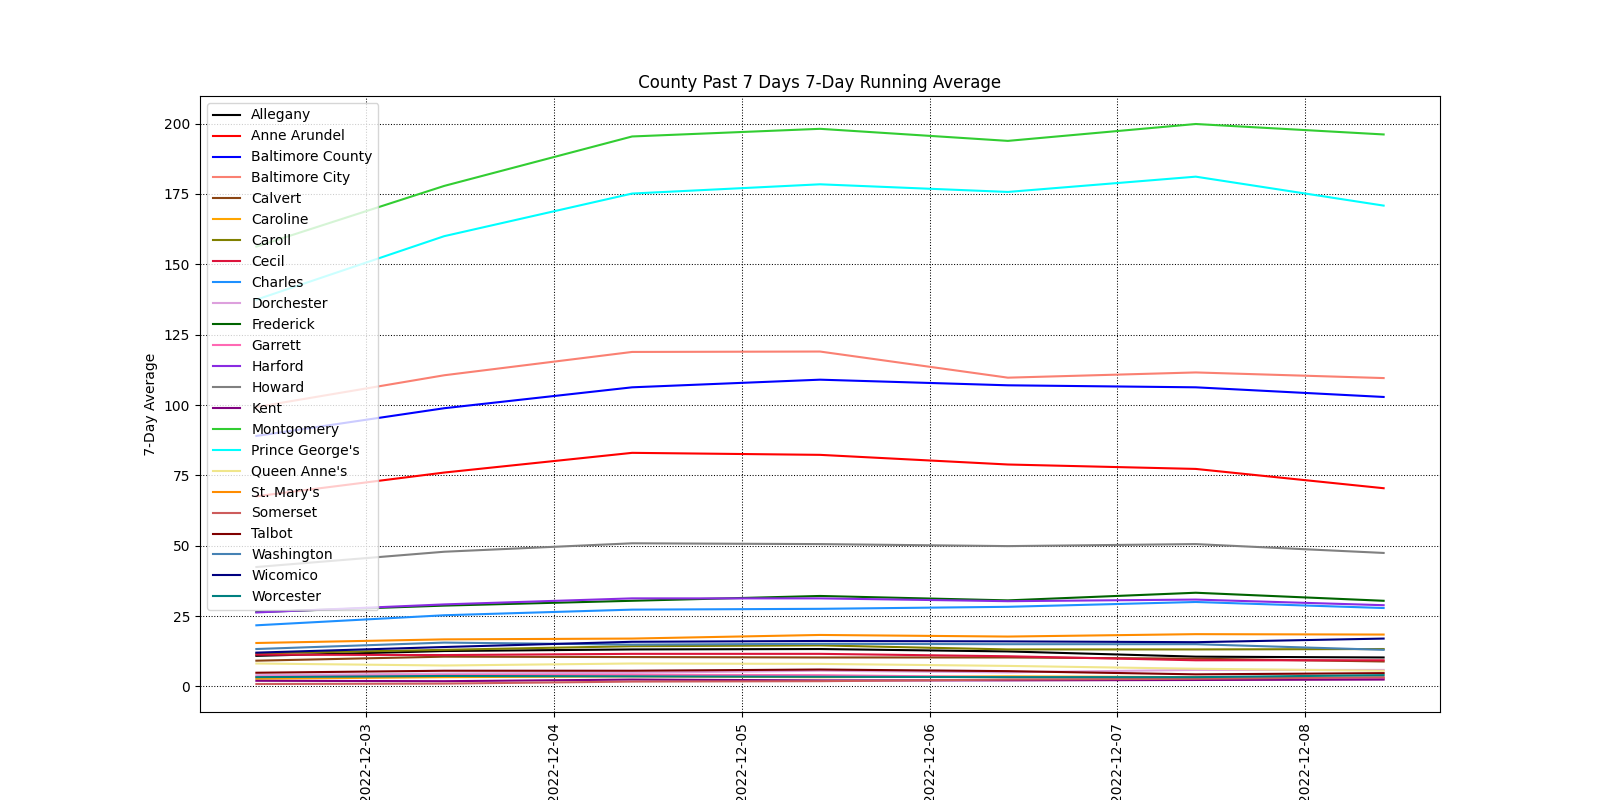 County Past 7 Days 7-Day Running Average
7-Day Average
200
175
150
125
100
75
50
25
0
Allegany
Anne Arundel
Baltimore County
Baltimore City
Calvert
Caroline
Caroll
Cecil
Charles
Dorchester
Frederick
Garrett
Harford
Howard
Kent
Montgomery
Prince George's
Queen Anne's
St. Mary's
Somerset
Talbot
Washington
Wicomico
Worcester
2022-12-03
2022-12-04
2022-12-05
2022-12-06
2022-12-07
2022-12-08